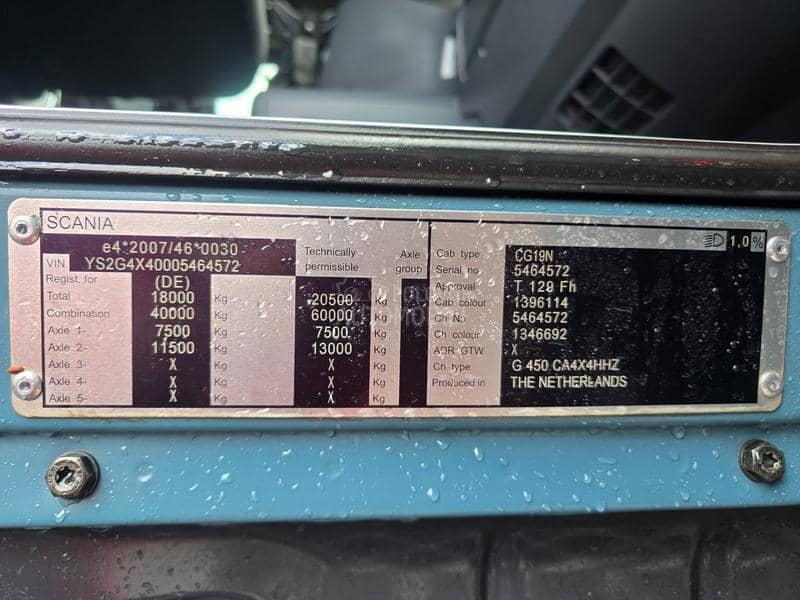 SCANIA
e4*2007/46*0030
VIN YS2G4X40005464572
Technically permissible
Axle group
Regist. for (DE)
Total 18000 Kg 20500 Kg
Combination 40000 Kg 60000 Kg
Axle 1- 7500 Kg 7500 Kg
Axle 2- 11500 Kg 13000 Kg
Axle 3- X Kg X Kg
Axle 4- X Kg X Kg
Axle 5- X Kg X Kg
1.0 %
Cab type CG19N
Serial no 5464572
Approval T 129 Fh
Cab colour 1396114
Ch No 5464572
Ch colour 1346692
ADR GTW X
Ch. type G 450 CA4X4HHZ
Produced in THE NETHERLANDS